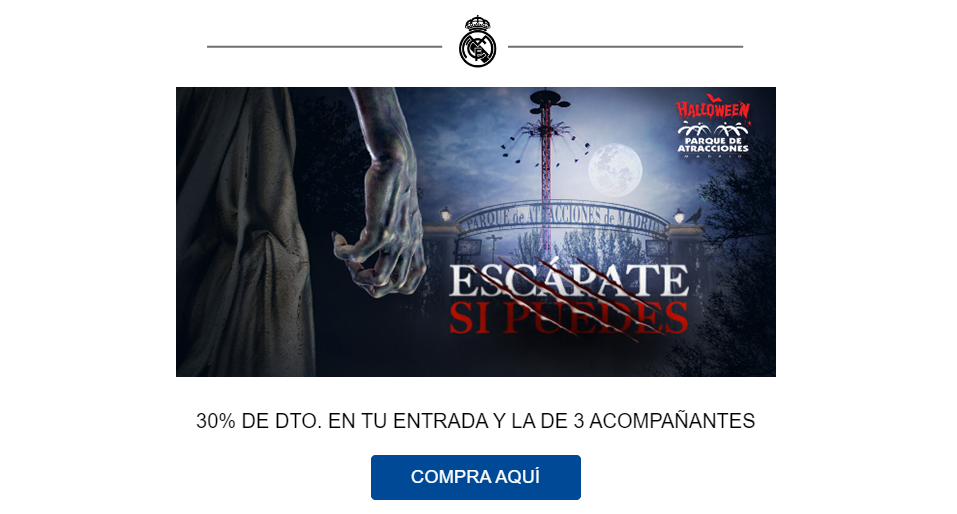 HALLOWEEN
PARQUE DE
ATRACCIONES
MADRID
PARQUE de ATRACCIONES de MADRID
ESCÁPATE
SI PUEDES
30% DE DTO. EN TU ENTRADA Y LA DE 3 ACOMPAÑANTES
COMPRA AQUÍ